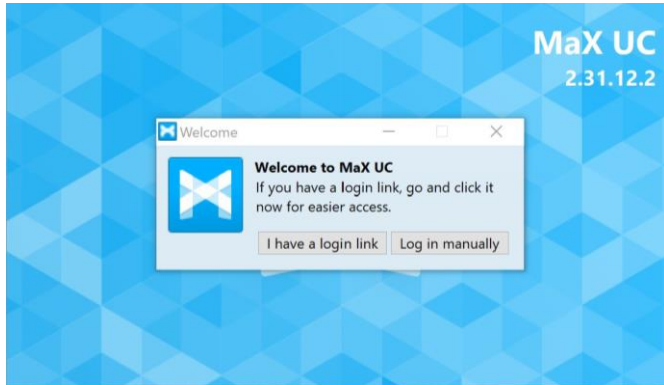 MaX UC
2.31.12.2
Welcome
Welcome to MaX UC
If you have a login link, go and click it
now for easier access.
I have a login link
Log in manually